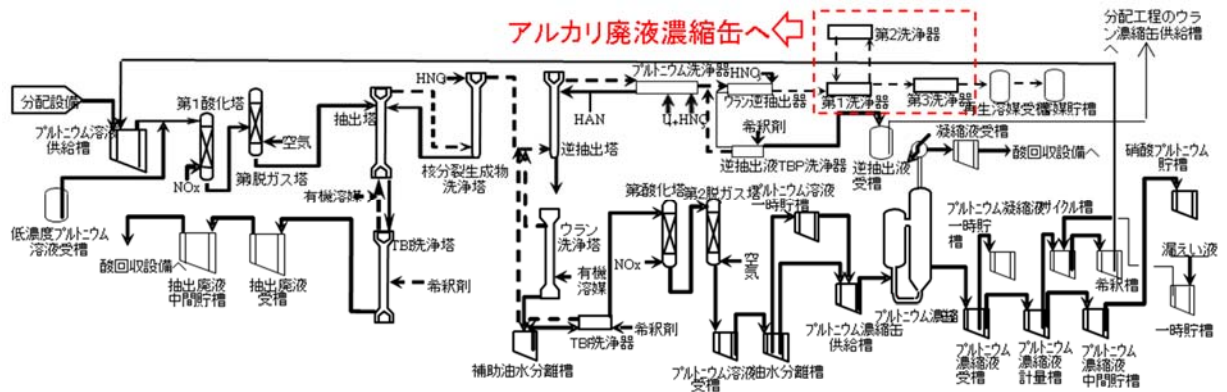 アルカリ廃液濃縮缶へ
分配工程のウラ
ン濃縮缶供給槽
へ
第2洗浄器
分配設備
プルトニウム溶液
供給槽
第1酸化塔
NOx
空気
第1脱ガス塔
低濃度プルトニウム
溶液受槽
抽出塔
HNO3
核分裂生成物
洗浄塔
有機溶媒
TBP洗浄塔
希釈剤
酸回収設備へ
抽出廃液
中間貯槽
抽出廃液
受槽
プルトニウム洗浄器
HAN
逆抽出塔
U+HNO3
HNO3
ウラン逆抽出器
第1洗浄器
第3洗浄器
再生溶媒受槽
溶媒貯槽
希釈剤
逆抽出液TBP洗浄器
逆抽出液
受槽
凝縮液受槽
酸回収設備へ
硝酸プルトニウム
貯槽
ウラン
洗浄塔
有機
溶媒
補助油水分離槽
TBP洗浄器
希釈剤
第2酸化塔
NOx
第2脱ガス塔
空気
プルトニウム溶液
一時貯槽
プルトニウム溶液
受槽
油水分離槽
プルトニウム濃縮缶
供給槽
プルトニウム濃縮缶
プルトニウム凝縮液
一時貯
槽
リサイクル槽
希釈槽
漏えい液
一時貯槽
プルトニウム
濃縮液
受槽
プルトニウム
濃縮液
計量槽
プルトニウム
濃縮液
中間貯槽